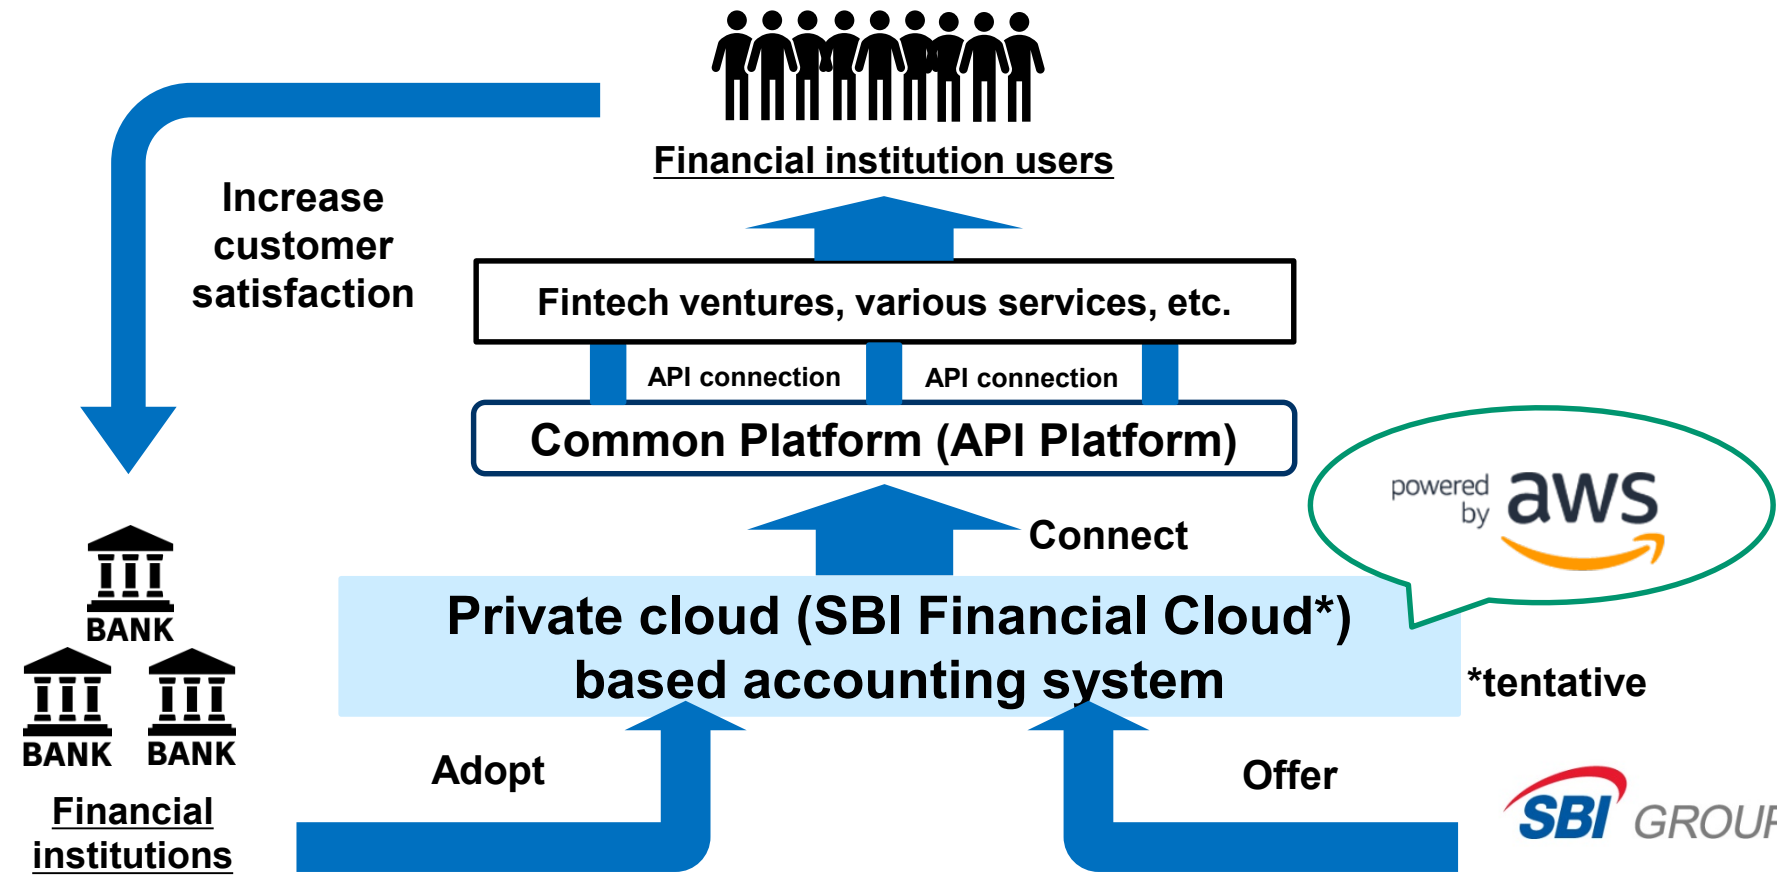 Financial institution users
Increase
customer
satisfaction
Fintech ventures, various services, etc.
API connection
API connection
Common Platform (API Platform)
powered
by
aws
Connect
Private cloud (SBI Financial Cloud*)
based accounting system
*tentative
BANK
BANK
BANK
Financial
institutions
Adopt
Offer
SBI GROUP